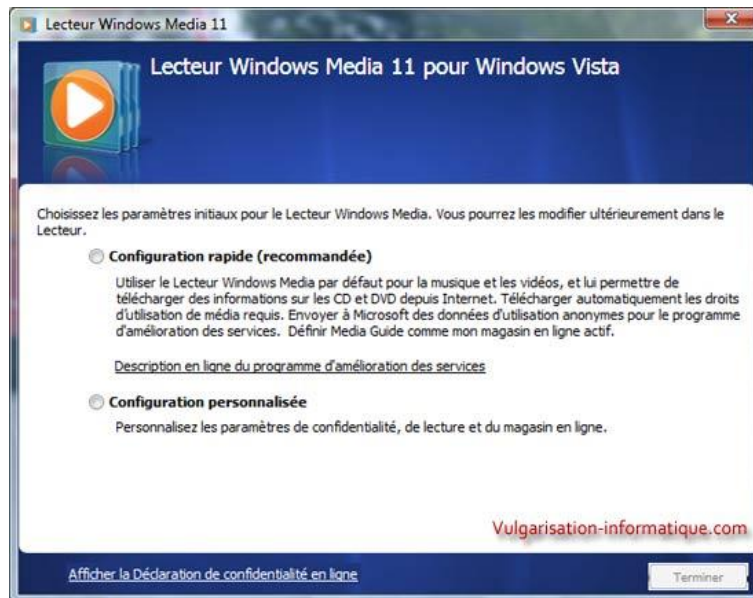 Lecteur Windows Media 11
Lecteur Windows Media 11 pour Windows Vista
Choisissez les paramètres initiaux pour le Lecteur Windows Media. Vous pourrez les modifier ultérieurement dans le
Lecteur.
Configuration rapide (recommandée)
Utiliser le Lecteur Windows Media par défaut pour la musique et les vidéos, et lui permettre de
télécharger des informations sur les CD et DVD depuis Internet. Télécharger automatiquement les droits
d'utilisation de média requis. Envoyer à Microsoft des données d'utilisation anonymes pour le programme
d'amélioration des services. Définir Media Guide comme mon magasin en ligne actif.
Description en ligne du programme d'amélioration des services
Configuration personnalisée
Personnalisez les paramètres de confidentialité, de lecture et du magasin en ligne.
Vulgarisation-informatique.com
Afficher la Déclaration de confidentialité en ligne
Terminer